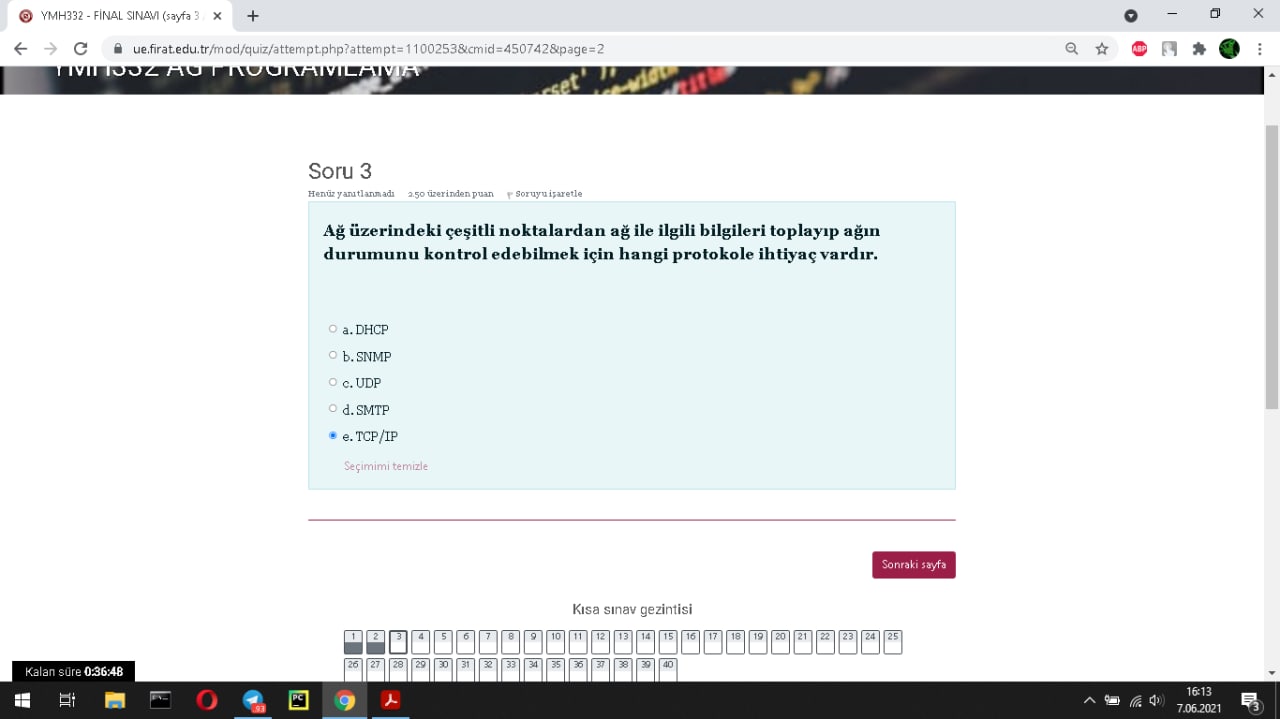 YMH332 - FİNAL SINAVI (sayfa 3
ue.firat.edu.tr/mod/quiz/attempt.php?attempt=1100253&cmid=450742&page=2
ABP
YMH332 AĞ PROGRAMLAMA
Soru 3
Henüz yanıtlanmadı 2.50 üzerinden puan Soruyu işaretle
Ağ üzerindeki çeşitli noktalardan ağ ile ilgili bilgileri toplayıp ağın
durumunu kontrol edebilmek için hangi protokole ihtiyaç vardır.
a. DHCP
b. SNMP
c. UDP
d. SMTP
e. TCP/IP
Seçimimi temizle
Sonraki sayfa
Kısa sınav gezintisi
1 2 3 4 5 6 7 8 9 10 11 12 13 14 15 16 17 18 19 20 21 22 23 24 25
26 27 28 29 30 31 32 33 34 35 36 37 38 39 40
Kalan süre 0:36:48
93
PC
16:13
7.06.2021
3